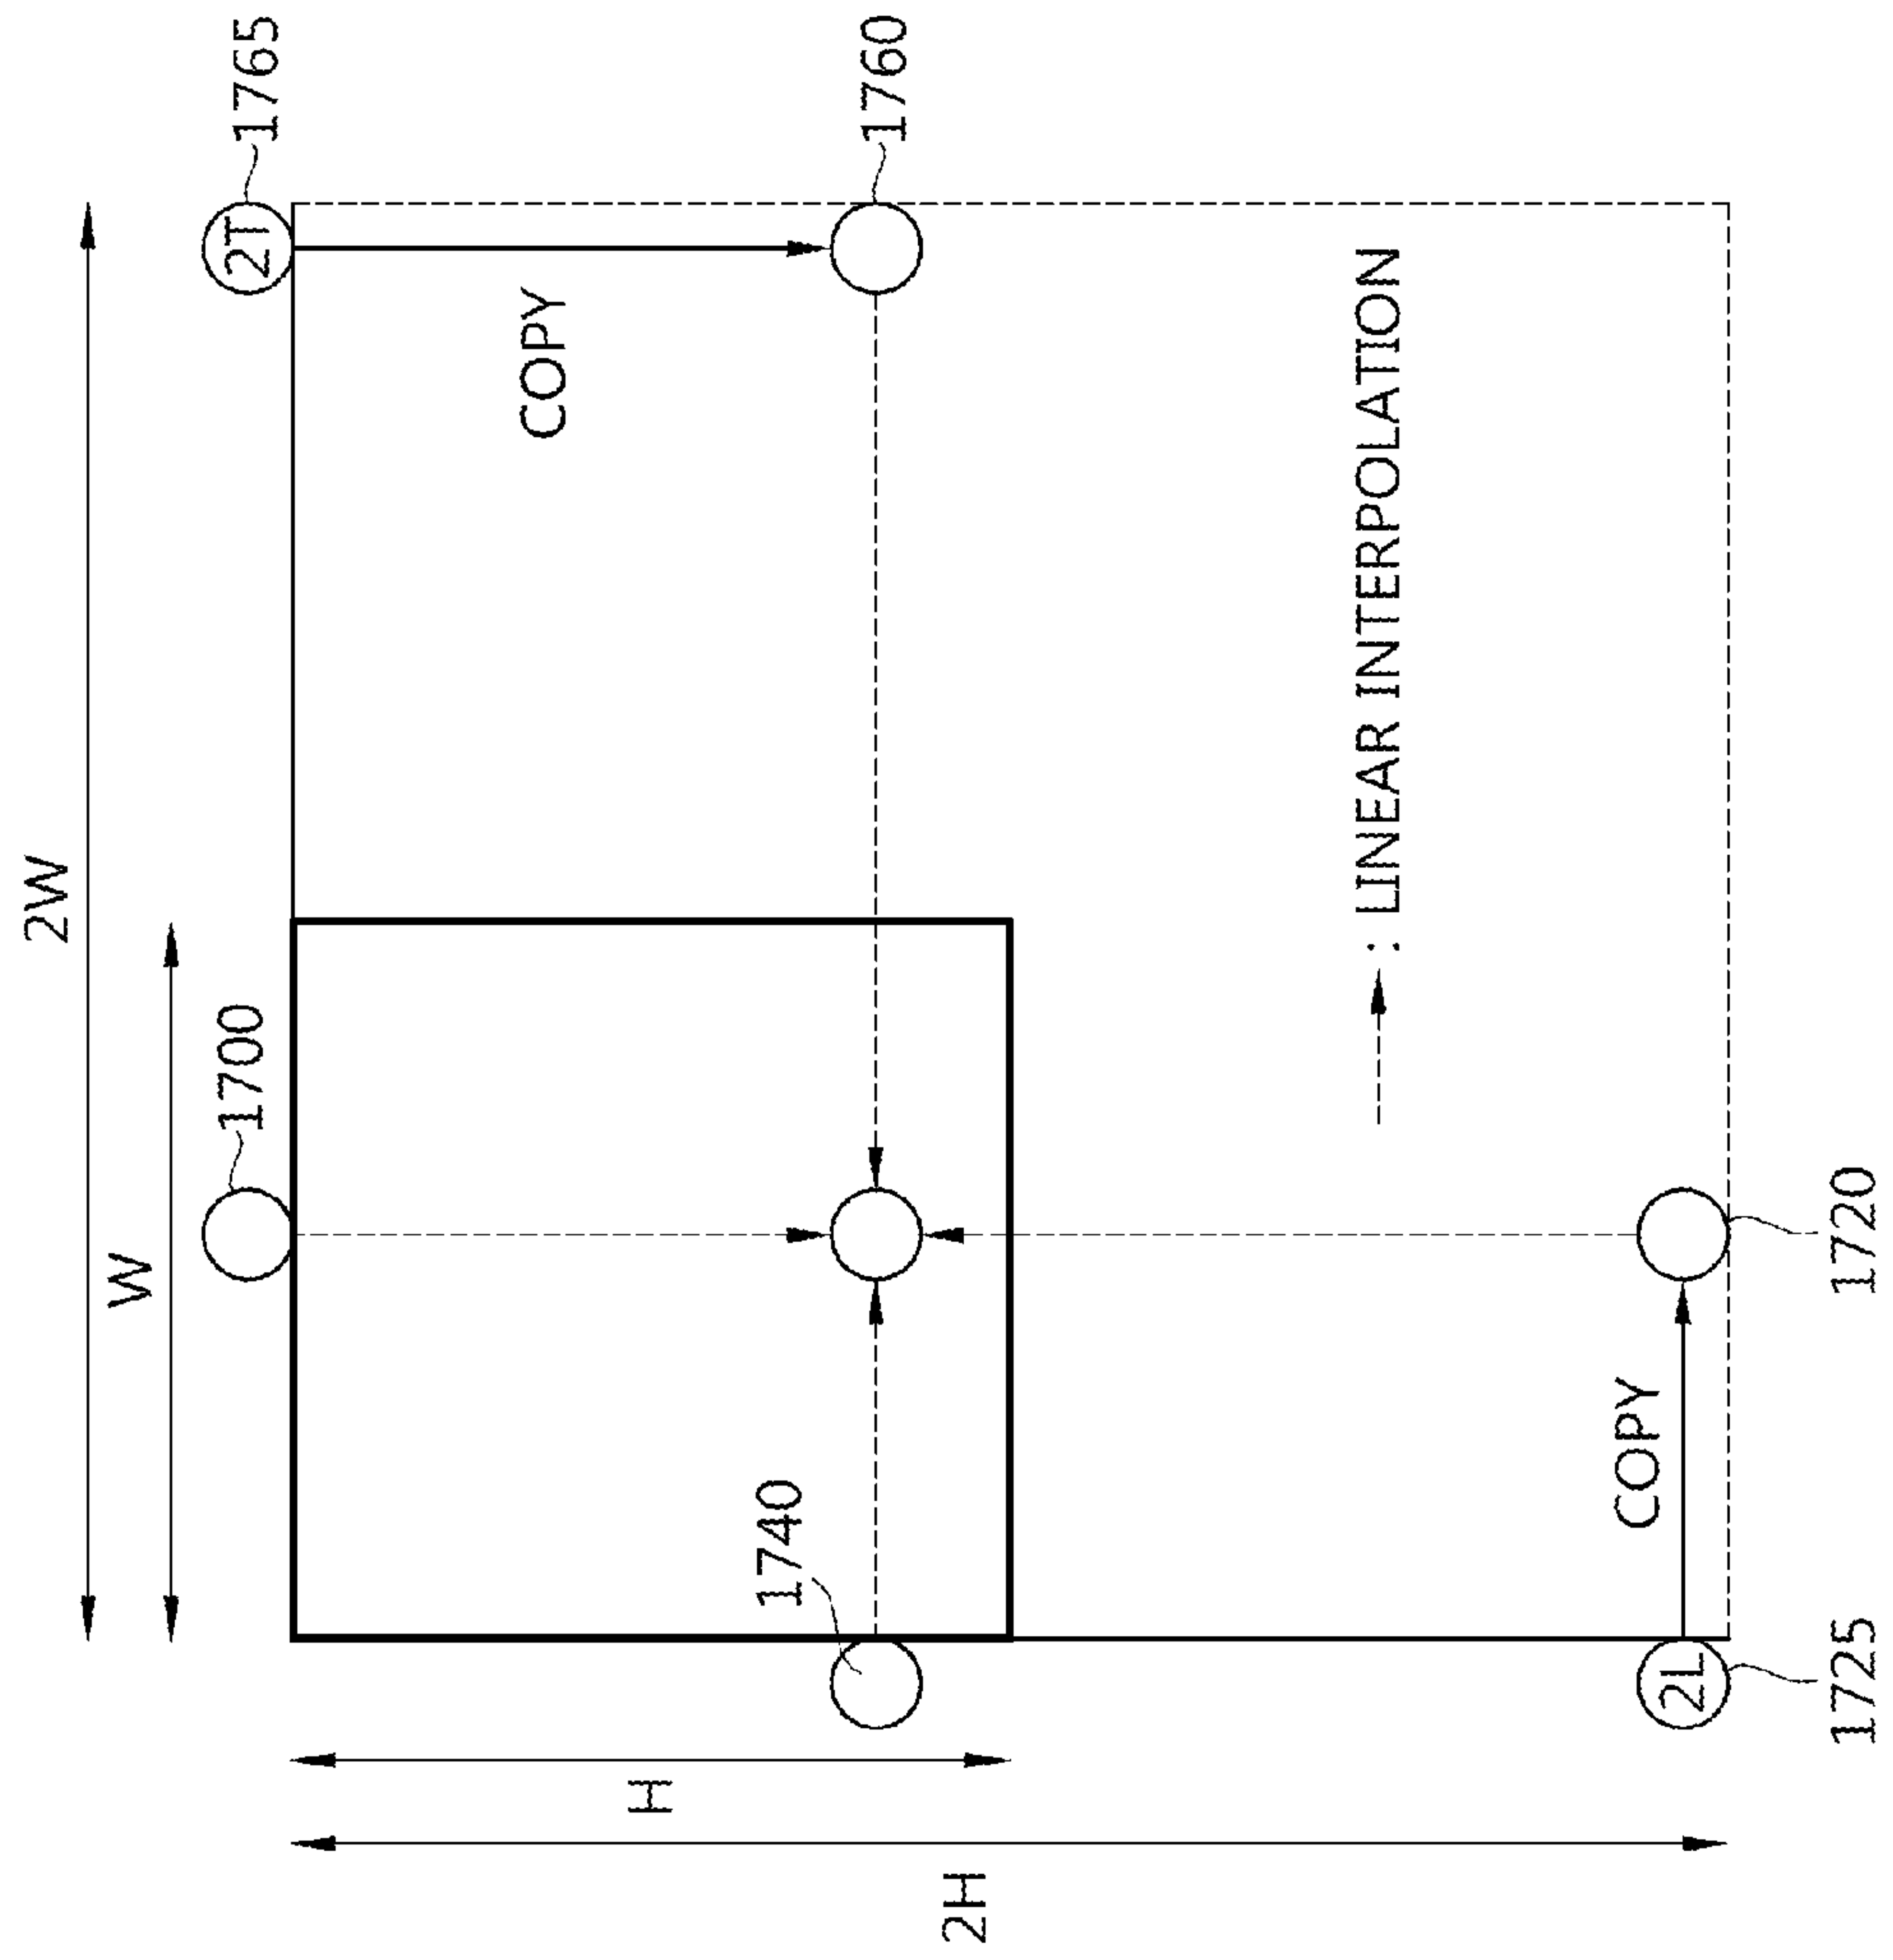 2W
W
1765
2T
1700
1760
COPY
1740
: LINEAR INTERPOLATION
H
2H
COPY
2L
1720
1725